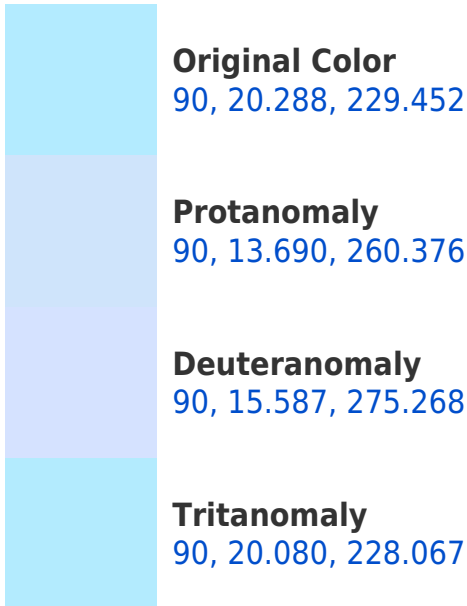 Original Color
90, 20.288, 229.452
Protanomaly
90, 13.690, 260.376
Deuteranomaly
90, 15.587, 275.268
Tritanomaly
90, 20.080, 228.067